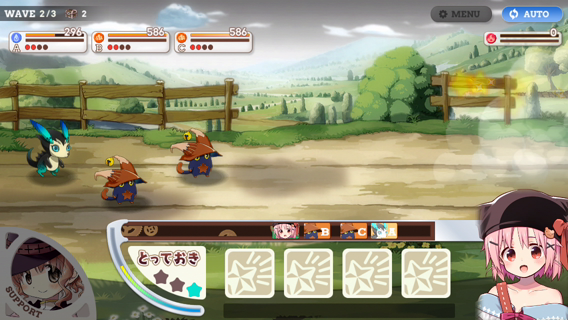 WAVE 2/3 2
MENU
AUTO
296
586
586
0
A
B
C
B
C
A
とっておき
SUPPORT